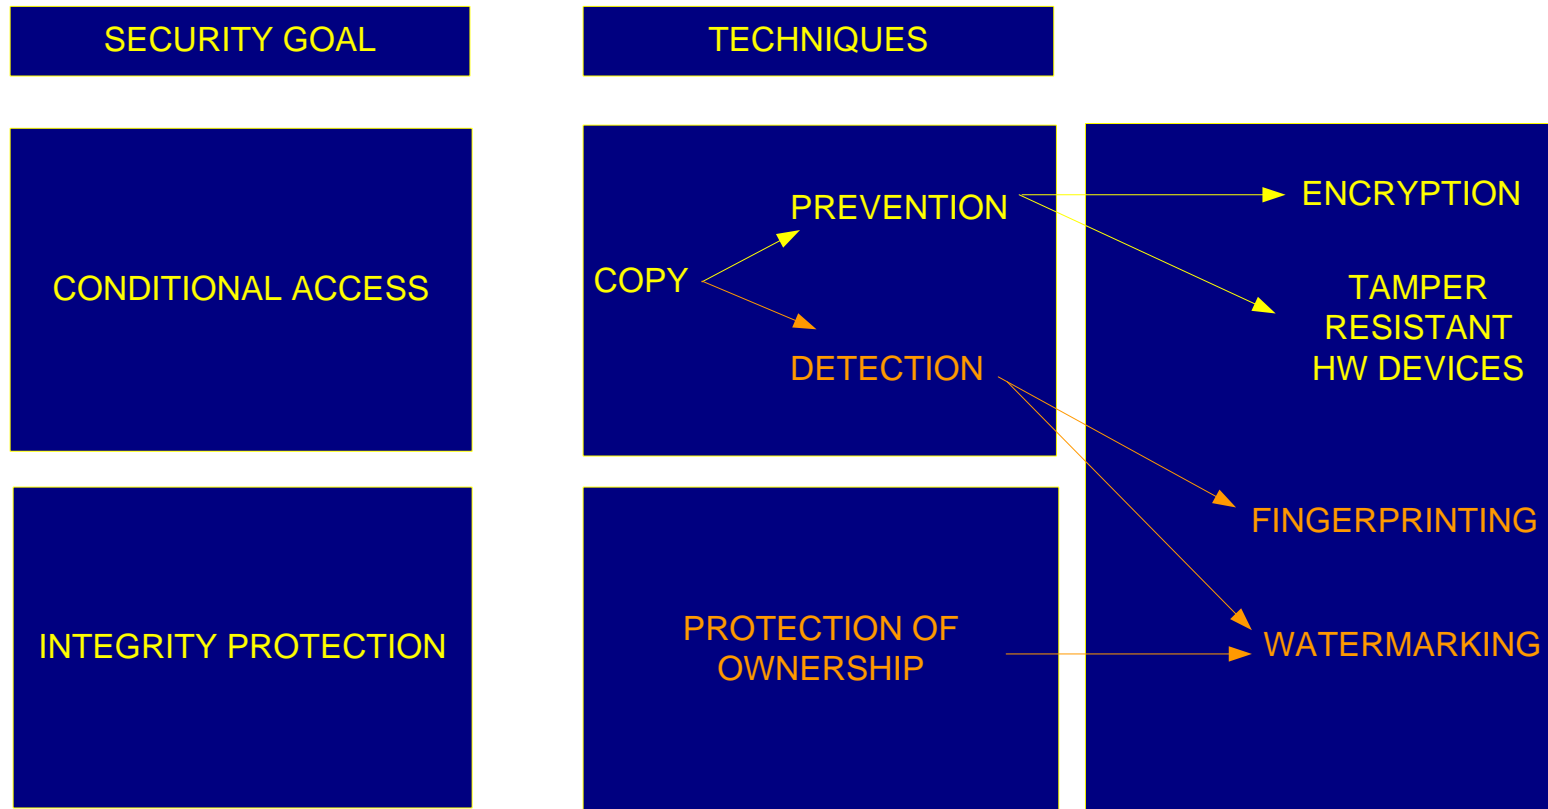 SECURITY GOAL
TECHNIQUES
CONDITIONAL ACCESS
COPY
PREVENTION
DETECTION
ENCRYPTION
TAMPER
RESISTANT
HW DEVICES
FINGERPRINTING
INTEGRITY PROTECTION
PROTECTION OF
OWNERSHIP
WATERMARKING